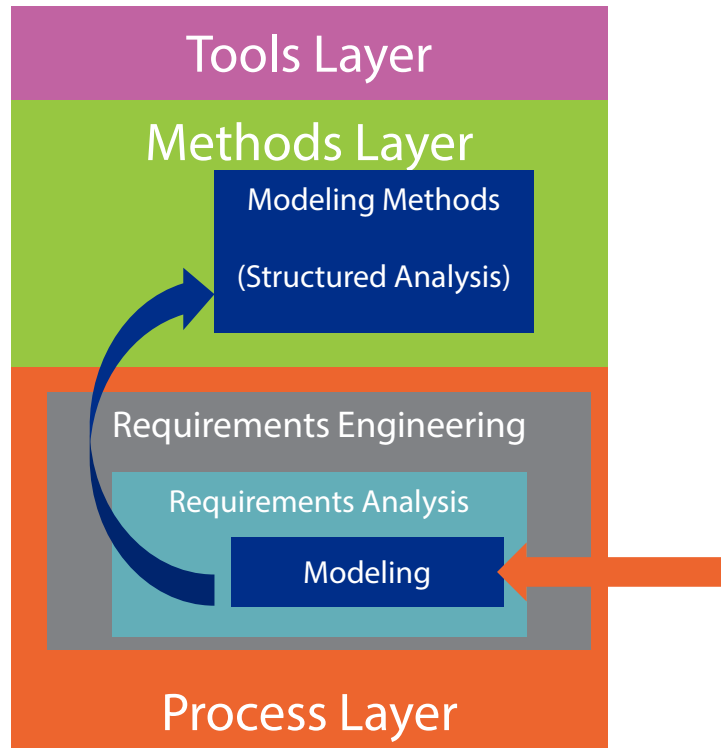 Tools Layer
Methods Layer
Modeling Methods
(Structured Analysis)
Requirements Engineering
Requirements Analysis
Modeling
Process Layer